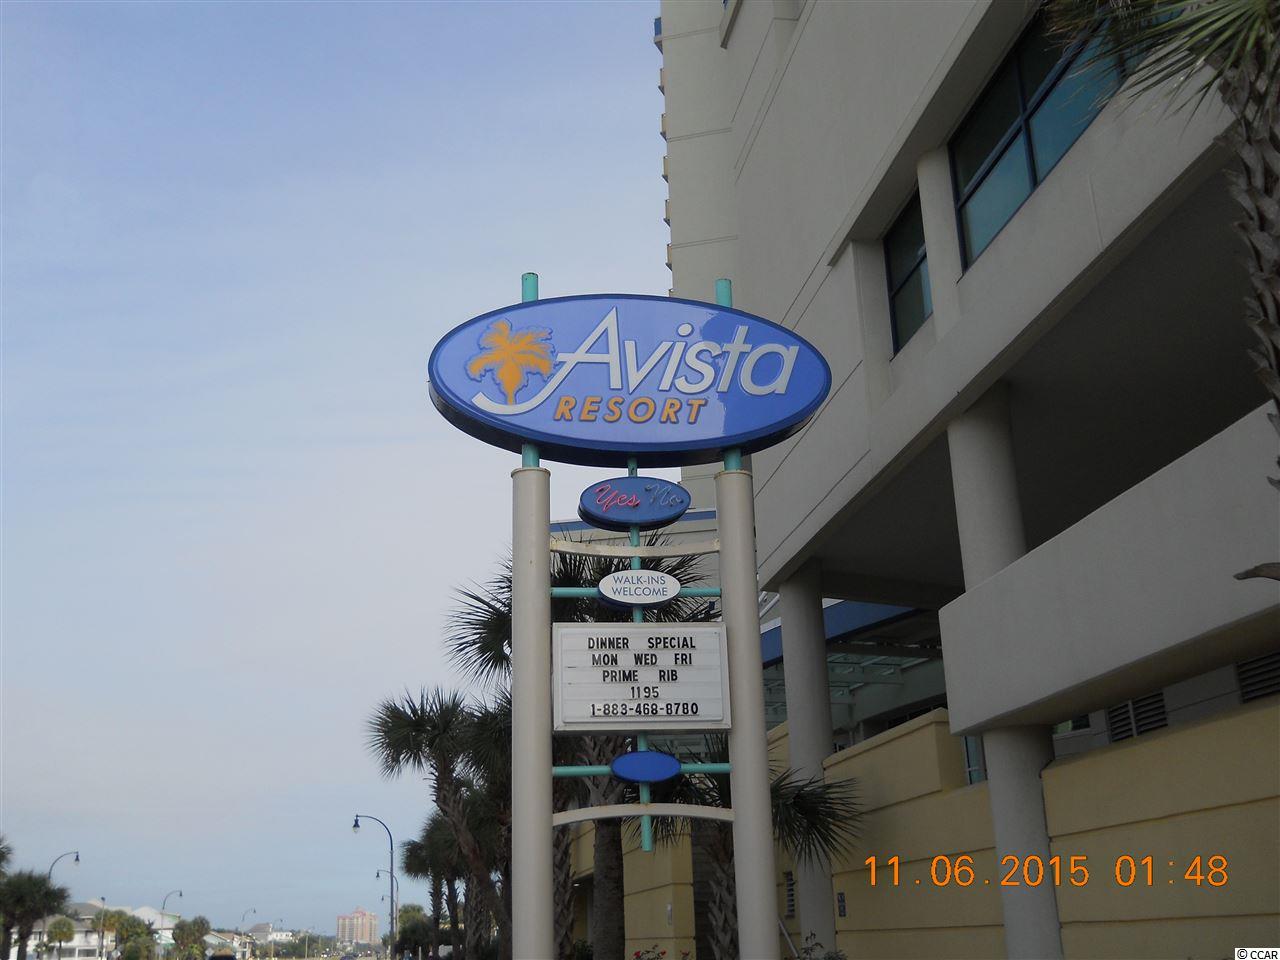 Avista
RESORT
Yes No
WALK-INS
WELCOME
DINNER SPECIAL
MON WED FRI
PRIME RIB
1195
1-883-468-8780
11.06.2015 01:48
© CCAR